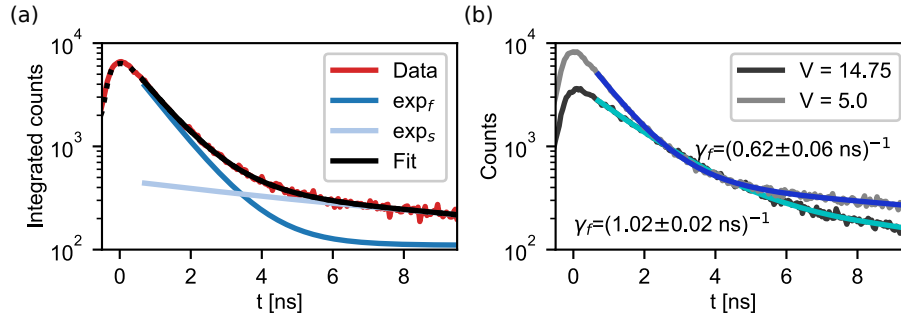 (a)
10⁴
10³
10²
Integrated counts
Data
exp_f
exp_s
Fit
0 2 4 6 8
t [ns]
(b)
10⁴
10³
10²
Counts
V = 14.75
V = 5.0
γ_f=(0.62±0.06 ns)⁻¹
γ_f=(1.02±0.02 ns)⁻¹
0 2 4 6 8
t [ns]